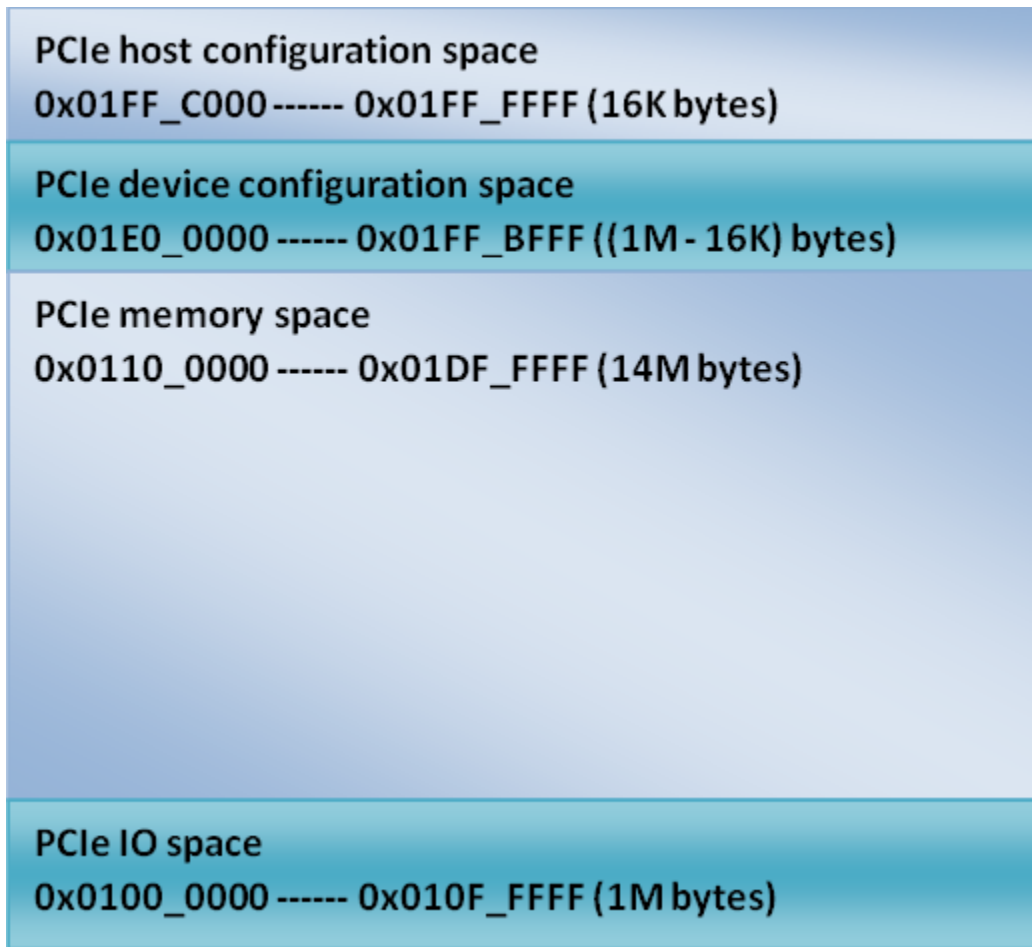 PCIe host configuration space
0x01FF_C000 ------ 0x01FF_FFFF (16K bytes)
PCIe device configuration space
0x01E0_0000 ------ 0x01FF_BFFF ((1M - 16K) bytes)
PCIe memory space
0x0110_0000 ------ 0x01DF_FFFF (14M bytes)
PCIe IO space
0x0100_0000 ------ 0x010F_FFFF (1M bytes)